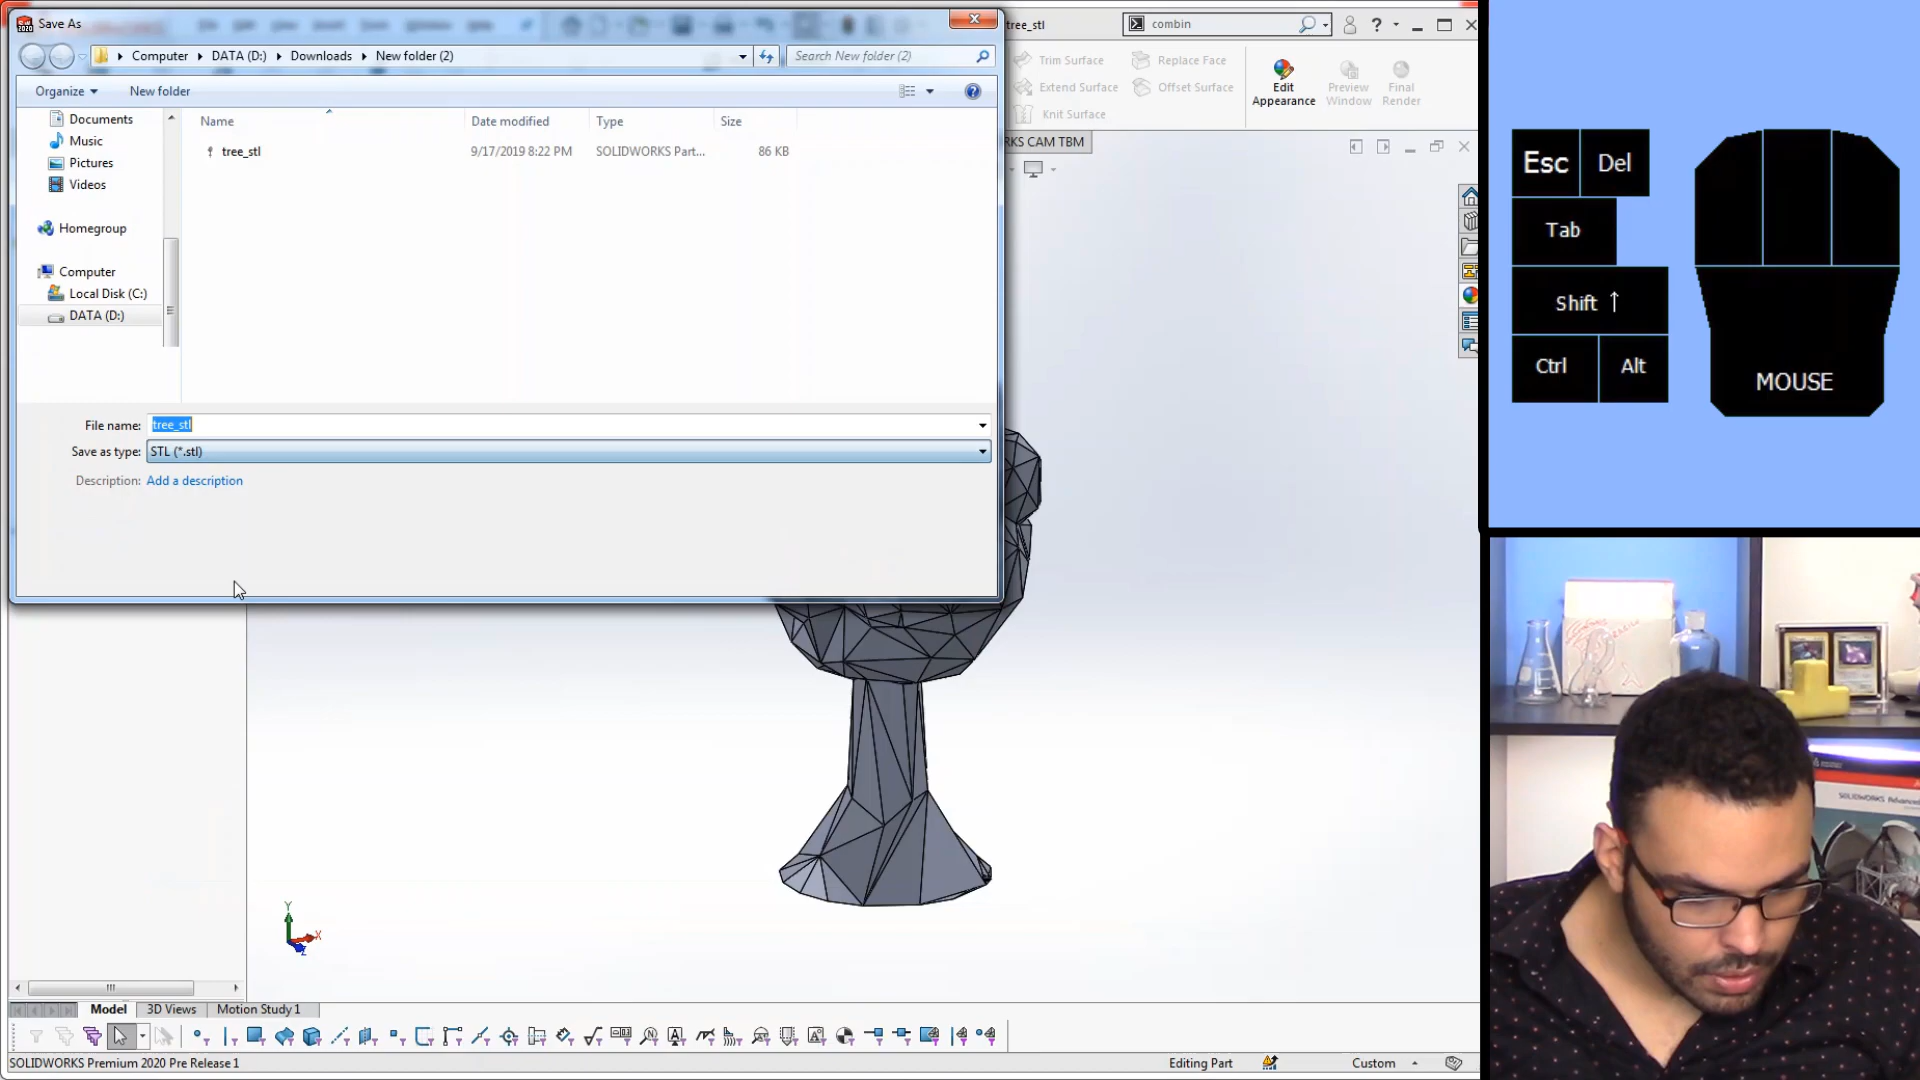 Save As
tree_stl
combin
Computer
DATA (D:)
Downloads
New folder (2)
Search New folder (2)
Organize
New folder
Trim Surface
Replace Face
Extend Surface
Offset Surface
Knit Surface
Edit
Appearance
Preview
Window
Final
Render
RKS CAM TBM
Name
Date modified
Type
Size
tree_stl
9/17/2019 8:22 PM
SOLIDWORKS Part...
86 KB
Documents
Music
Pictures
Videos
Homegroup
Computer
Local Disk (C:)
DATA (D:)
File name:
tree_stl
Save as type:
STL (*.stl)
Description:
Add a description
Y
X
Z
Model
3D Views
Motion Study 1
SOLIDWORKS Premium 2020 Pre Release 1
Editing Part
Custom
Esc
Del
Tab
Shift ↑
Ctrl
Alt
MOUSE
SOLIDWORKS Advanced